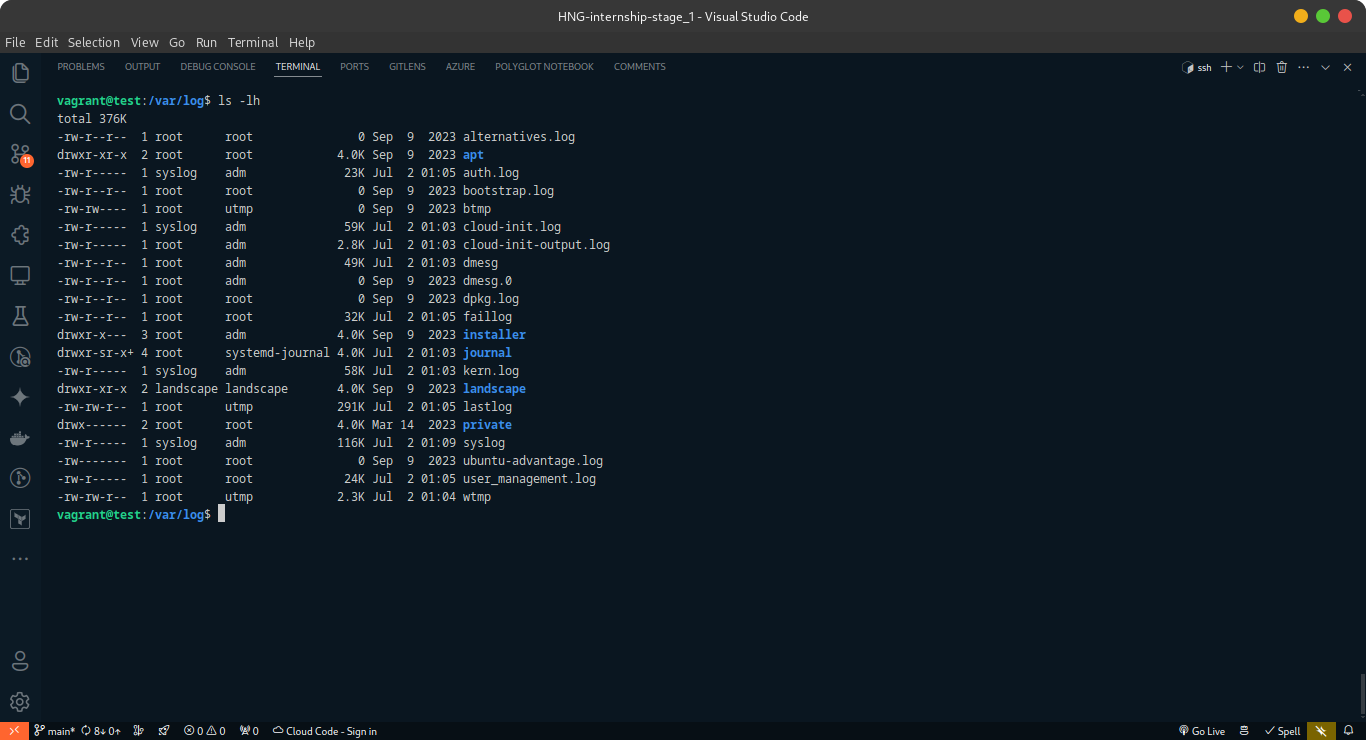 HNG-internship-stage_1 - Visual Studio Code
File Edit Selection View Go Run Terminal Help
PROBLEMS OUTPUT DEBUG CONSOLE TERMINAL PORTS GITLENS AZURE POLYGLOT NOTEBOOK COMMENTS ssh
vagrant@test:/var/log$ ls -lh
total 376K
-rw-r--r--  1 root      root               0 Sep  9  2023 alternatives.log
drwxr-xr-x  2 root      root            4.0K Sep  9  2023 apt
-rw-r-----  1 syslog    adm              23K Jul  2 01:05 auth.log
-rw-r--r--  1 root      root               0 Sep  9  2023 bootstrap.log
-rw-rw----  1 root      utmp               0 Sep  9  2023 btmp
-rw-r-----  1 syslog    adm              59K Jul  2 01:03 cloud-init.log
-rw-r-----  1 root      adm             2.8K Jul  2 01:03 cloud-init-output.log
-rw-r--r--  1 root      adm              49K Jul  2 01:03 dmesg
-rw-r--r--  1 root      adm                0 Sep  9  2023 dmesg.0
-rw-r--r--  1 root      root               0 Sep  9  2023 dpkg.log
-rw-r--r--  1 root      root             32K Jul  2 01:05 faillog
drwxr-x---  3 root      adm             4.0K Sep  9  2023 installer
drwxr-sr-x+ 4 root      systemd-journal 4.0K Jul  2 01:03 journal
-rw-r-----  1 syslog    adm              58K Jul  2 01:03 kern.log
drwxr-xr-x  2 landscape landscape       4.0K Sep  9  2023 landscape
-rw-rw-r--  1 root      utmp            291K Jul  2 01:05 lastlog
drwx------  2 root      root            4.0K Mar 14  2023 private
-rw-r-----  1 syslog    adm             116K Jul  2 01:09 syslog
-rw-------  1 root      root               0 Sep  9  2023 ubuntu-advantage.log
-rw-r-----  1 root      root             24K Jul  2 01:05 user_management.log
-rw-rw-r--  1 root      utmp            2.3K Jul  2 01:04 wtmp
vagrant@test:/var/log$
11
main* 8↓ 0↑ 0 0 0 Cloud Code - Sign in Go Live Spell